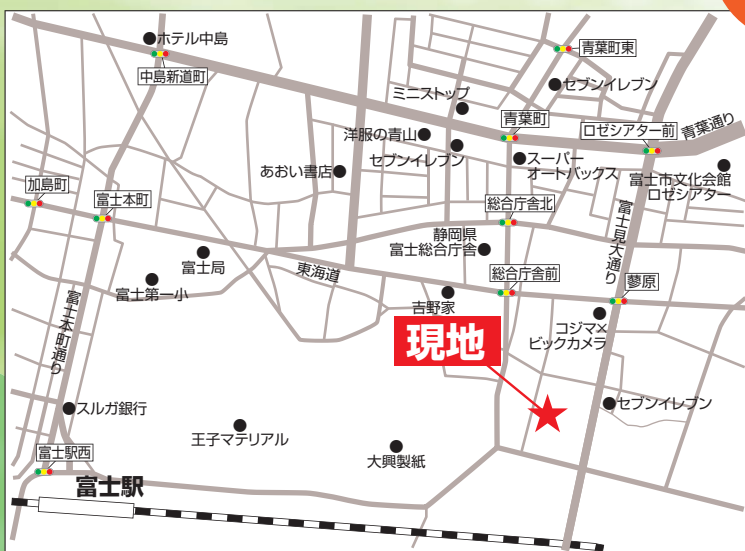 ホテル中島
中島新道町
青葉町東
セブンイレブン
ミニストップ
洋服の青山
セブンイレブン
青葉町
ロゼシアター前
青葉通り
あおい書店
スーパー
オートバックス
富士市文化会館
ロゼシアター
加島町
富士本町
総合庁舎北
富士見大通り
静岡県
富士総合庁舎
富士局
東海道
総合庁舎前
蓼原
富士第一小
吉野家
富士本町通り
コジマ×
ビックカメラ
現地
スルガ銀行
セブンイレブン
王子マテリアル
大興製紙
富士駅西
富士駅